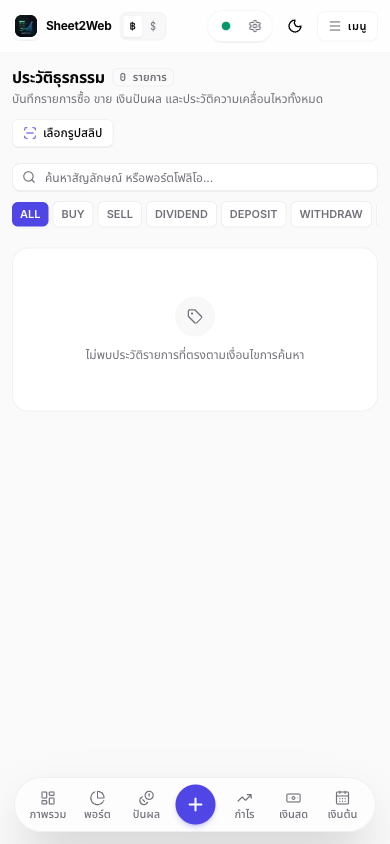 Sheet2Web ฿ $ เมนู
ประวัติธุรกรรม 0 รายการ
บันทึกรายการซื้อ ขาย เงินปันผล และประวัติความเคลื่อนไหวทั้งหมด
เลือกรูปสลิป
ค้นหาสัญลักษณ์ หรือพอร์ตโฟลิโอ...
ALL BUY SELL DIVIDEND DEPOSIT WITHDRAW
ไม่พบประวัติรายการที่ตรงตามเงื่อนไขการค้นหา
ภาพรวม พอร์ต ปันผล กำไร เงินสด เงินต้น